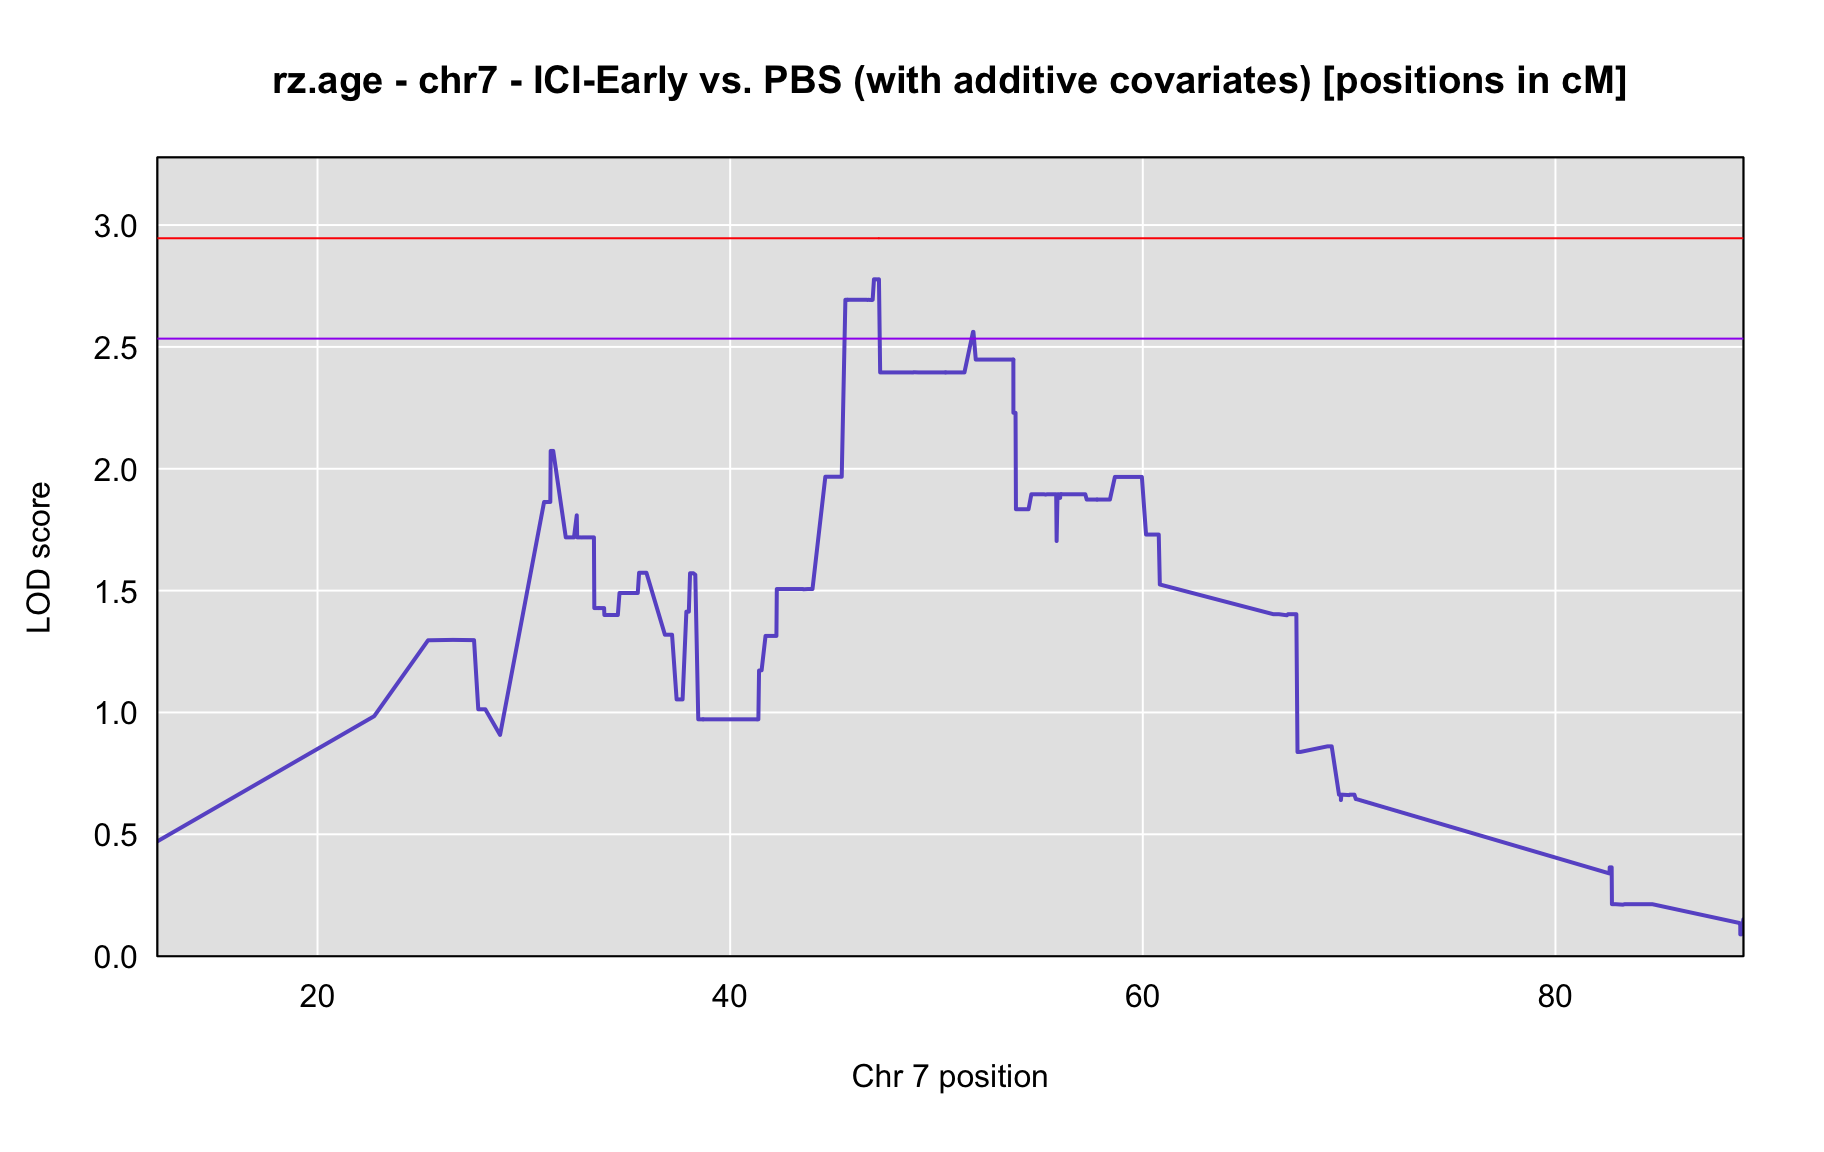 rz.age - chr7 - ICI-Early vs. PBS (with additive covariates) [positions in cM]
3.0
2.5
2.0
1.5
1.0
0.5
0.0
LOD score
20 40 60 80
Chr 7 position